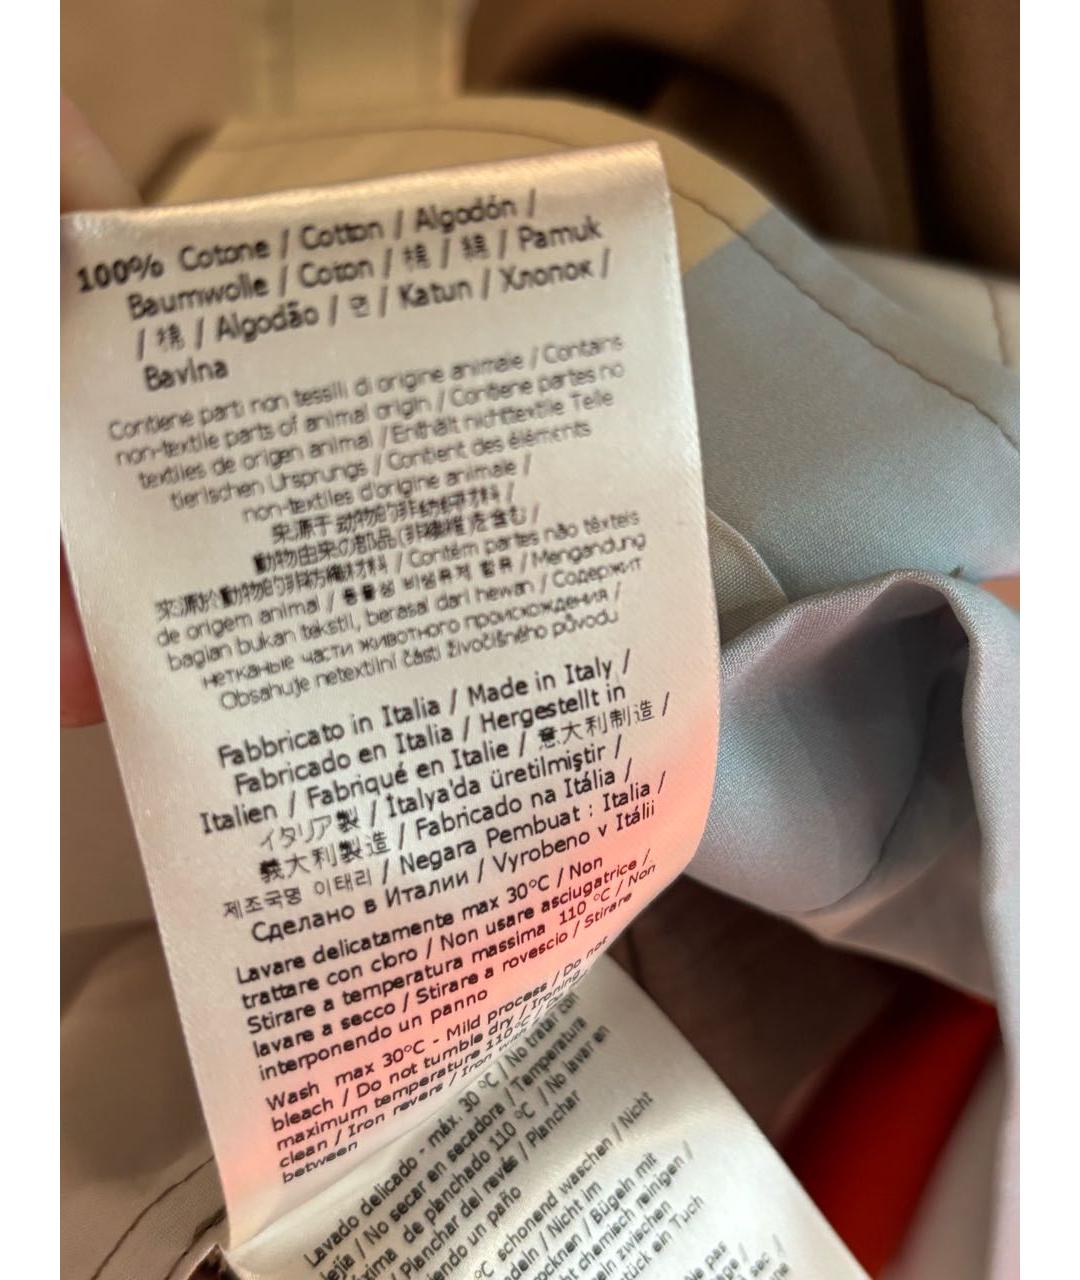 100% Cotone / Cotton / Algodón /
Baumwolle / Coton / 棉 / 綿 / Pamuk
/ 棉 / Algodão / 면 / Katun / Хлопок /
Bavlna
Contiene parti non tessili di origine animale / Contains
non-textile parts of animal origin / Contiene partes no
textiles de origen animal / Enthält nichttextile Teile
tierischen Ursprungs / Contient des éléments
non-textiles d'origine animale /
来源于动物的非纺织材料 /
動物由来の部品(非繊維)を含む /
來源於動物的非紡織材料 / Contém partes não têxteis
de origem animal / 동물성 비섬유저 함유 / Mengandung
bagian bukan tekstil, berasal dari hewan / Содержит
нетканые части животного происхождения /
Obsahuje netextilní části živočišného původu
Fabbricato in Italia / Made in Italy /
Fabricado en Italia / Hergestellt in
Italien / Fabriqué en Italie / 意大利制造 /
イタリア製 / İtalya'da üretilmiştir /
義大利製造 / Fabricado na Itália /
제조국명 이태리 / Negara Pembuat : Italia /
Сделано в Италии / Vyrobeno v Itálii
Lavare delicatamente max 30°C / Non
trattare con cloro / Non usare asciugatrice /
Stirare a temperatura massima 110 °C / Non
lavare a secco / Stirare a rovescio / Stirare
interponendo un panno
Wash max 30°C - Mild process / Do not
bleach / Do not tumble dry / Ironing
maximum temperature 110°C /
clean / Iron revers / Iron with
between
Lavado delicado - máx. 30 °C / No tratar con
lejía / No secar en secadora / Temperatura
de planchado 110 °C / No lavar en
/ Planchar del revés / Planchar
un paño
°C schonend waschen / Nicht
/ Nicht im
/ Bügeln mit
chemisch reinigen /
zwischen
ein Tuch
pas